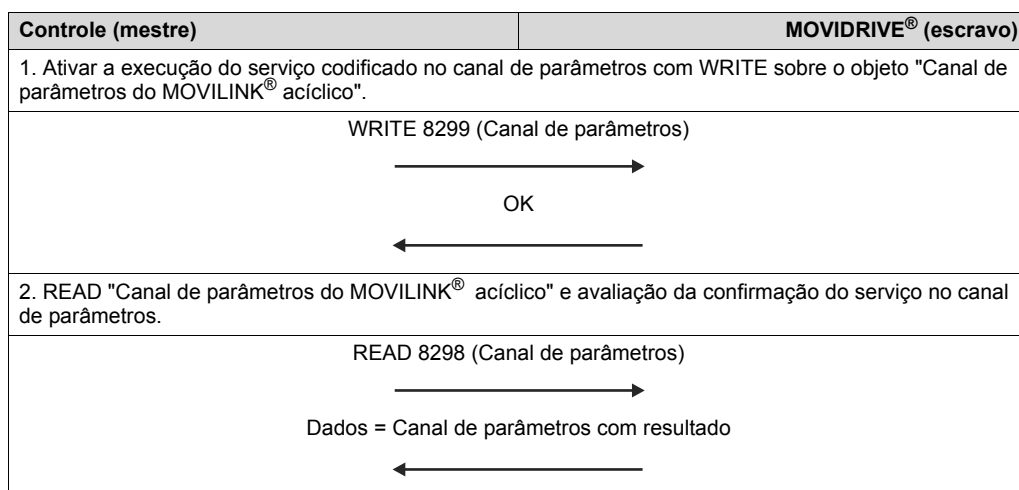 Controle (mestre) MOVIDRIVE® (escravo)
1. Ativar a execução do serviço codificado no canal de parâmetros com WRITE sobre o objeto "Canal de
parâmetros do MOVILINK® acíclico".
WRITE 8299 (Canal de parâmetros)
OK
2. READ "Canal de parâmetros do MOVILINK® acíclico" e avaliação da confirmação do serviço no canal
de parâmetros.
READ 8298 (Canal de parâmetros)
Dados = Canal de parâmetros com resultado